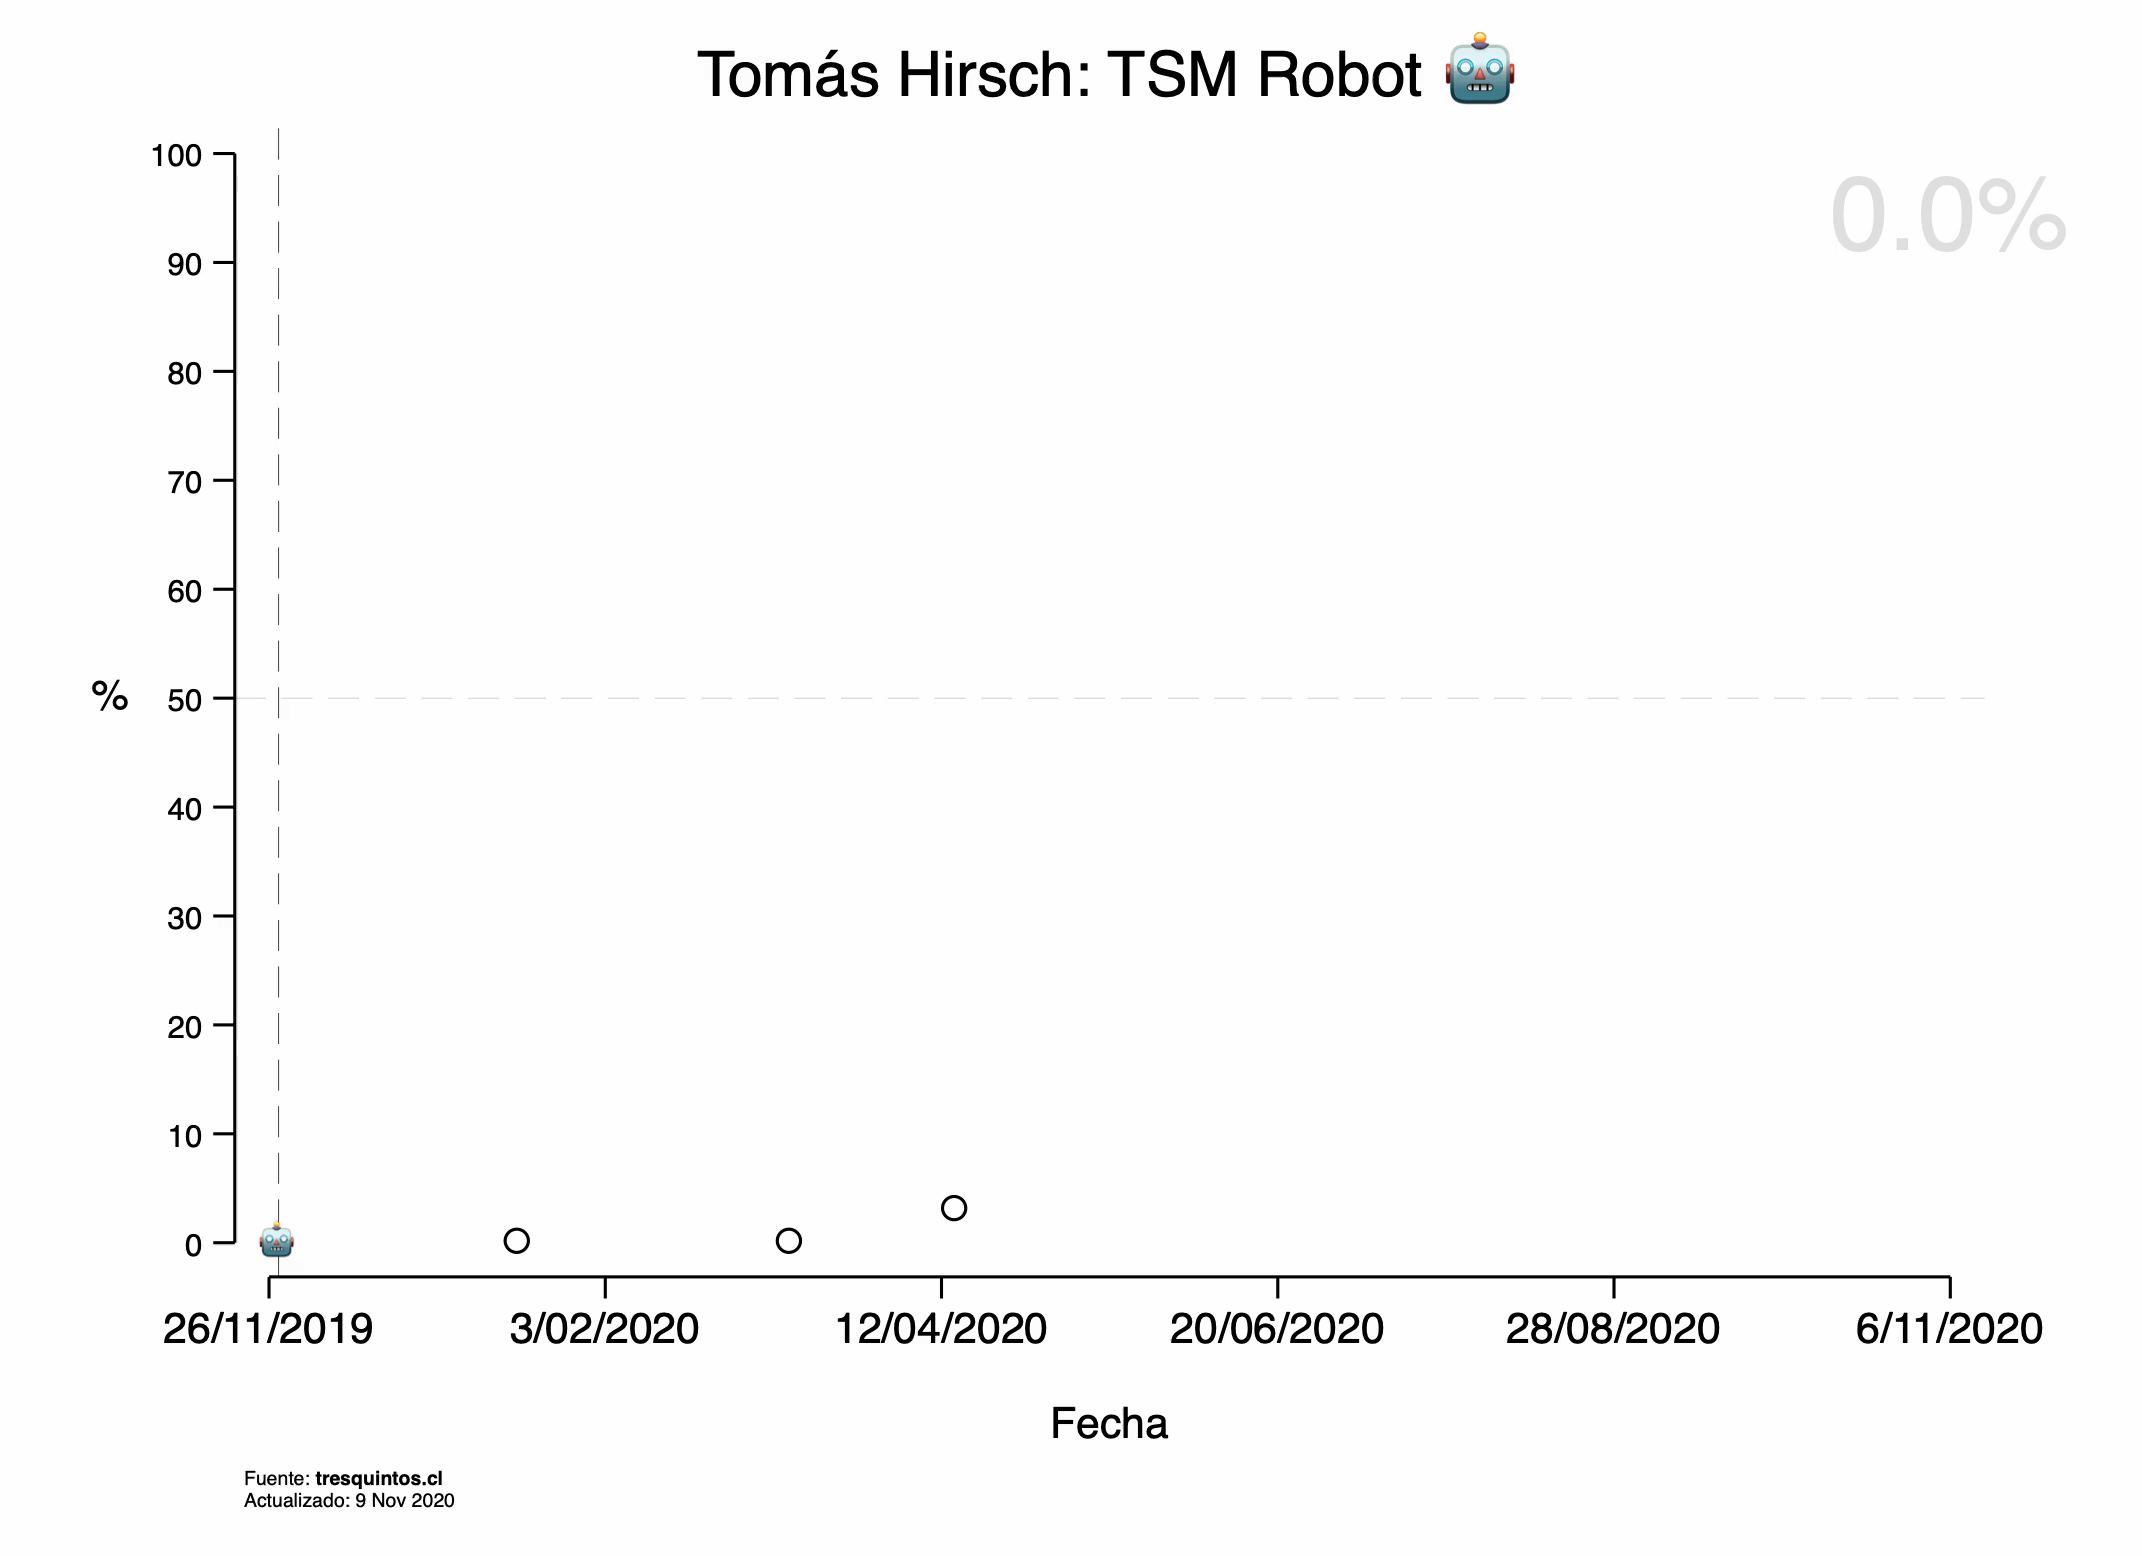 Tomás Hirsch: TSM Robot 🤖
0.0%
100
90
80
70
60
50
40
30
20
10
0
%
26/11/2019 3/02/2020 12/04/2020 20/06/2020 28/08/2020 6/11/2020
Fecha
Fuente: tresquintos.cl
Actualizado: 9 Nov 2020